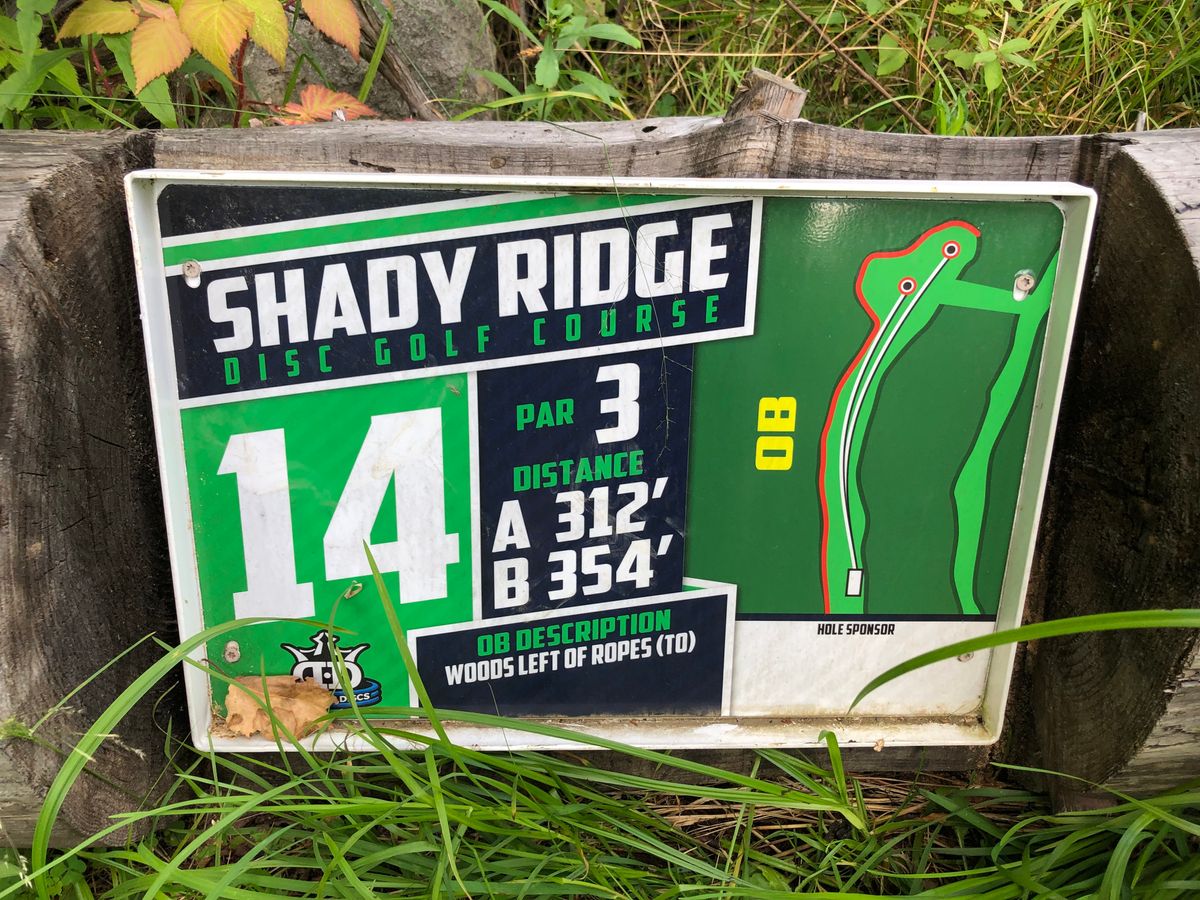 SHADY RIDGE
DISC GOLF COURSE
14
PAR 3
DISTANCE
A 312'
B 354'
OB DESCRIPTION
WOODS LEFT OF ROPES (TO)
OB
HOLE SPONSOR
DISCS